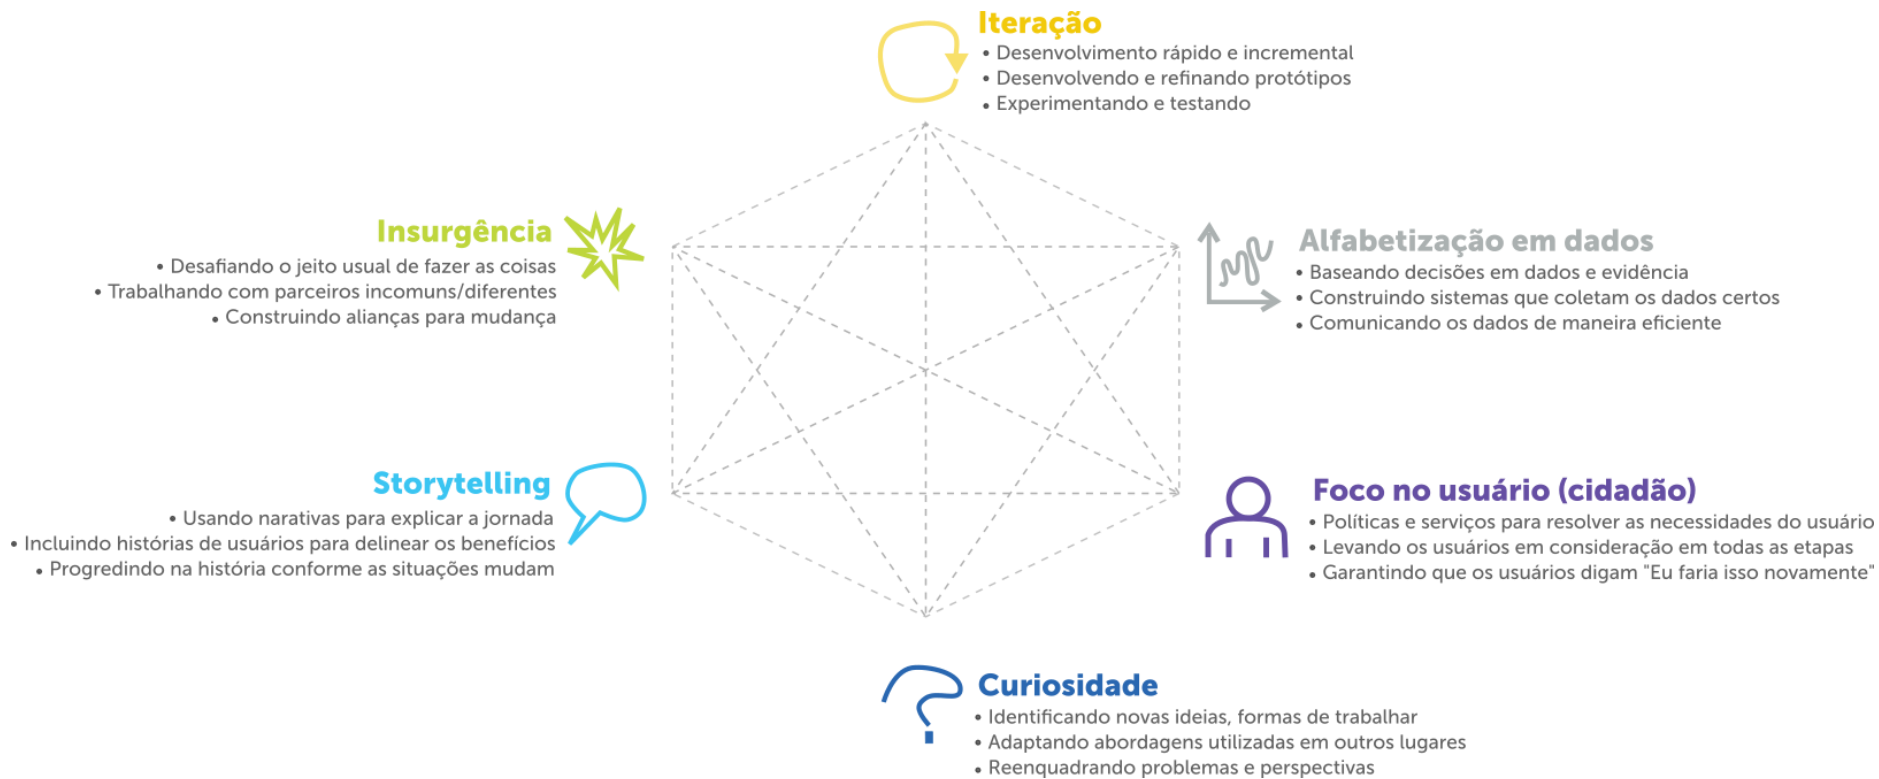 Iteração
• Desenvolvimento rápido e incremental
• Desenvolvendo e refinando protótipos
• Experimentando e testando
Insurgência
• Desafiando o jeito usual de fazer as coisas
• Trabalhando com parceiros incomuns/diferentes
• Construindo alianças para mudança
Alfabetização em dados
• Baseando decisões em dados e evidência
• Construindo sistemas que coletam os dados certos
• Comunicando os dados de maneira eficiente
Storytelling
• Usando narrativas para explicar a jornada
• Incluindo histórias de usuários para delinear os benefícios
• Progredindo na história conforme as situações mudam
Foco no usuário (cidadão)
• Políticas e serviços para resolver as necessidades do usuário
• Levando os usuários em consideração em todas as etapas
• Garantindo que os usuários digam "Eu faria isso novamente"
Curiosidade
• Identificando novas ideias, formas de trabalhar
• Adaptando abordagens utilizadas em outros lugares
• Reenquadrando problemas e perspectivas